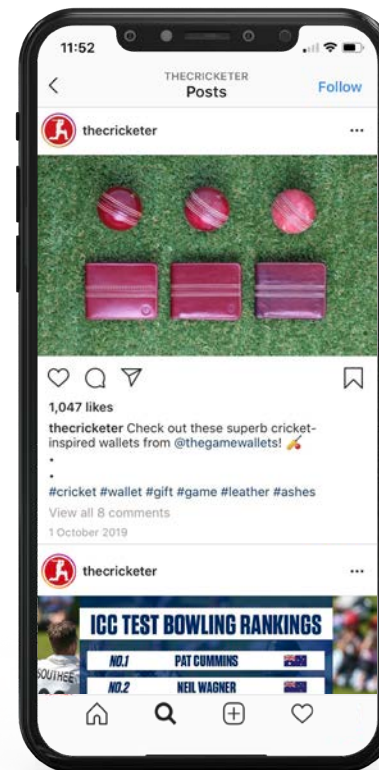 11:52
THECRICKETER
Posts
Follow
thecricketer
1,047 likes
thecricketer Check out these superb cricket-
inspired wallets from @thegamewallets! 🏏
•
•
#cricket #wallet #gift #game #leather #ashes
View all 8 comments
1 October 2019
thecricketer
ICC TEST BOWLING RANKINGS
SOUTHEE
NO.1 PAT CUMMINS
NO.2 NEIL WAGNER